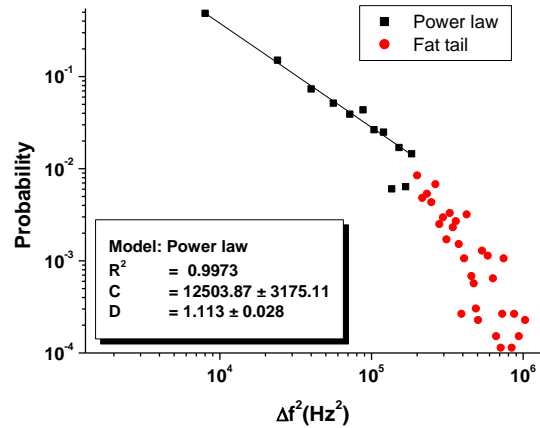 Power law
Fat tail
10⁻¹
10⁻²
10⁻³
10⁻⁴
Probability
Model: Power law
R² = 0.9973
C = 12503.87 ± 3175.11
D = 1.113 ± 0.028
10⁴ 10⁵ 10⁶
Δf²(Hz²)